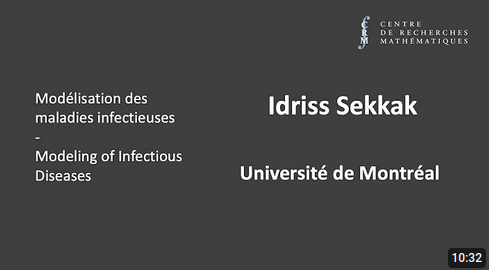 CRM
CENTRE
DE RECHERCHES
MATHÉMATIQUES
Modélisation des
maladies infectieuses
-
Modeling of Infectious
Diseases
Idriss Sekkak
Université de Montréal
10:32